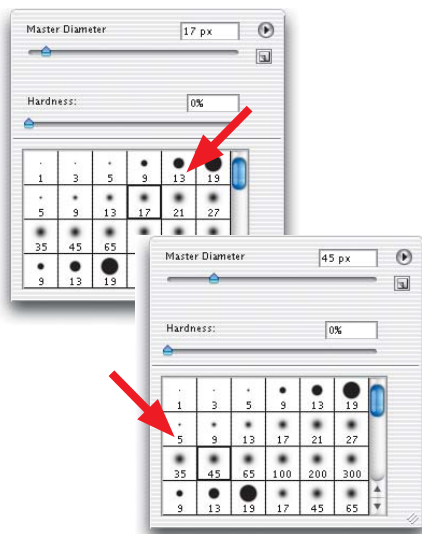 Master Diameter 17 px
Hardness: 0%
1 3 5 9 13 19
5 9 13 17 21 27
35 45 65
9 13 19
Master Diameter 45 px
Hardness: 0%
1 3 5 9 13 19
5 9 13 17 21 27
35 45 65 100 200 300
9 13 19 17 45 65